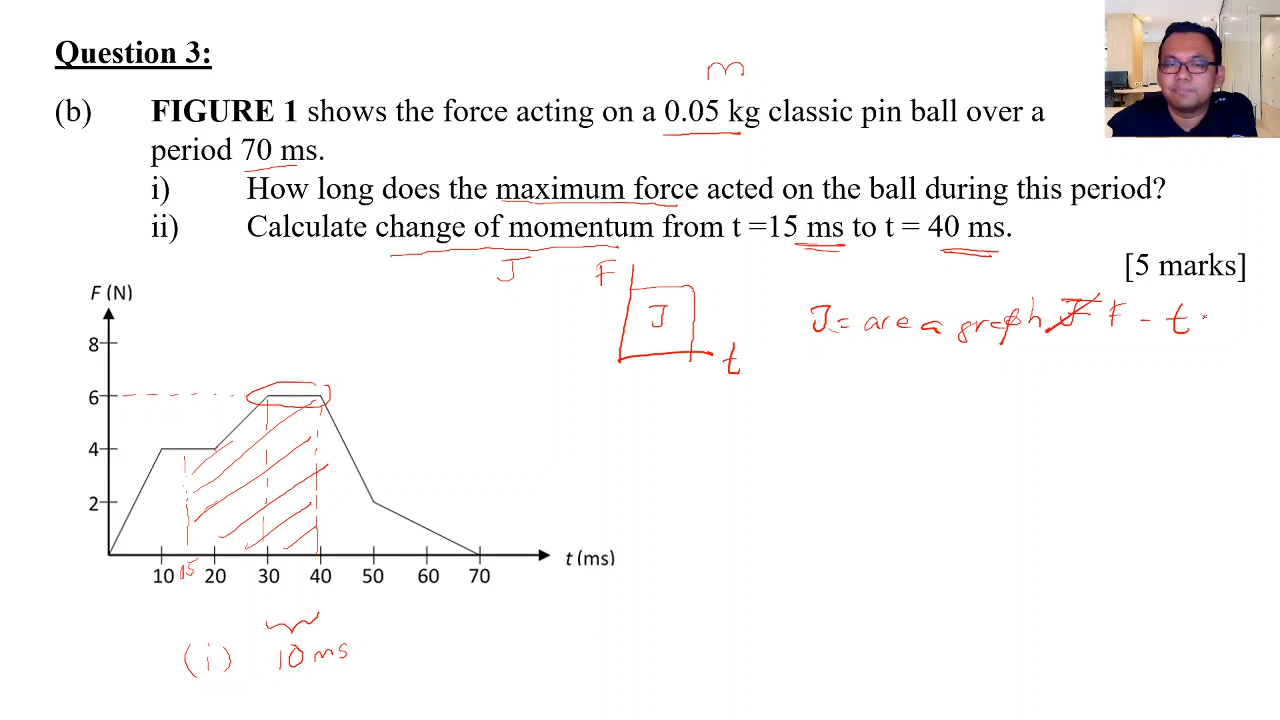 Question 3:
m
(b) FIGURE 1 shows the force acting on a 0.05 kg classic pin ball over a
period 70 ms.
i) How long does the maximum force acted on the ball during this period?
ii) Calculate change of momentum from t =15 ms to t = 40 ms.
[5 marks]
J
F
J
t
J = area graph F - t
F (N)
8
6
4
2
10 15 20 30 40 50 60 70
t (ms)
(i) 10 ms